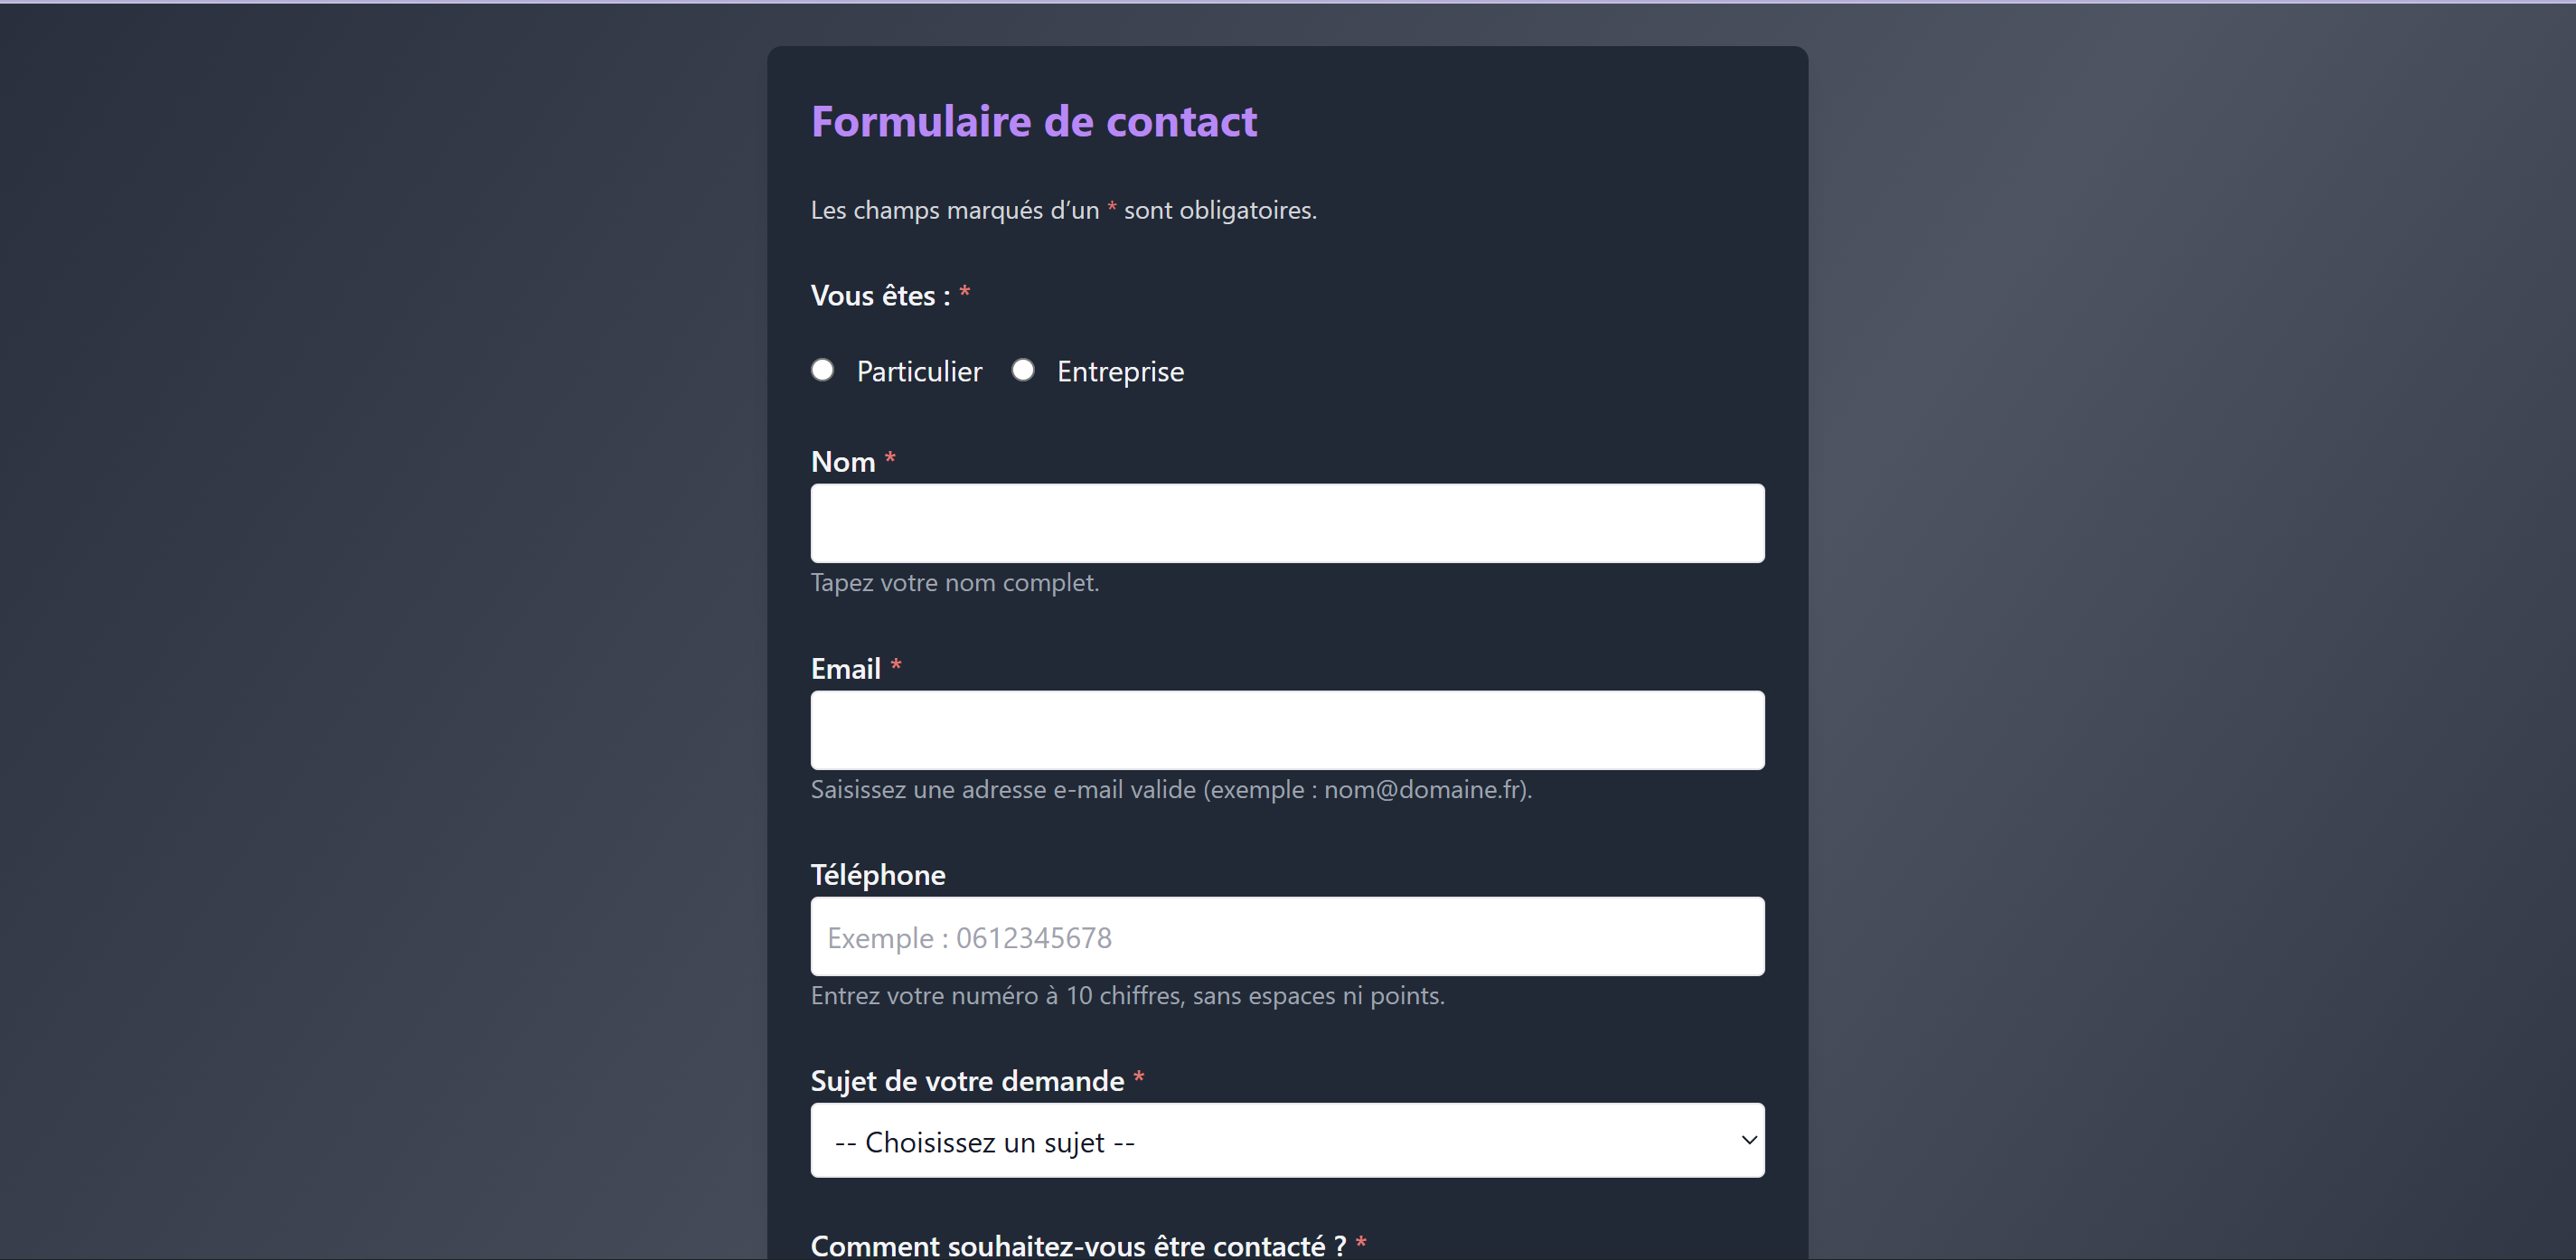 Formulaire de contact
Les champs marqués d’un * sont obligatoires.
Vous êtes : *
Particulier Entreprise
Nom *
Tapez votre nom complet.
Email *
Saisissez une adresse e-mail valide (exemple : nom@domaine.fr).
Téléphone
Exemple : 0612345678
Entrez votre numéro à 10 chiffres, sans espaces ni points.
Sujet de votre demande *
-- Choisissez un sujet --
Comment souhaitez-vous être contacté ? *